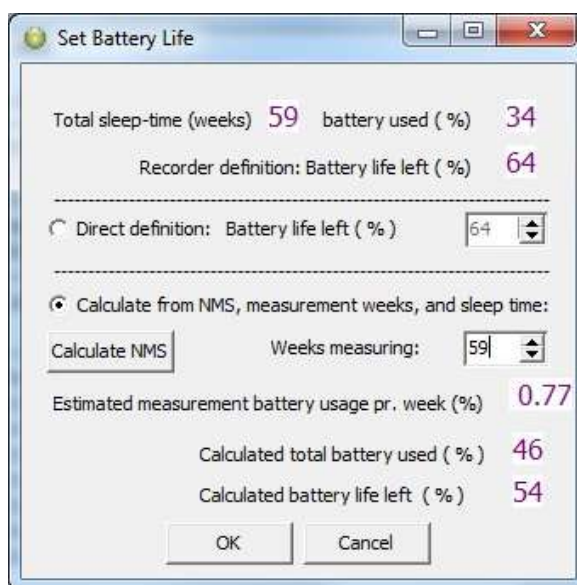 Set Battery Life
Total sleep-time (weeks) 59 battery used ( %) 34
Recorder definition: Battery life left ( %) 64
Direct definition: Battery life left ( % ) 64
Calculate from NMS, measurement weeks, and sleep time:
Calculate NMS Weeks measuring: 59
Estimated measurement battery usage pr. week (%) 0.77
Calculated total battery used ( % ) 46
Calculated battery life left ( % ) 54
OK Cancel